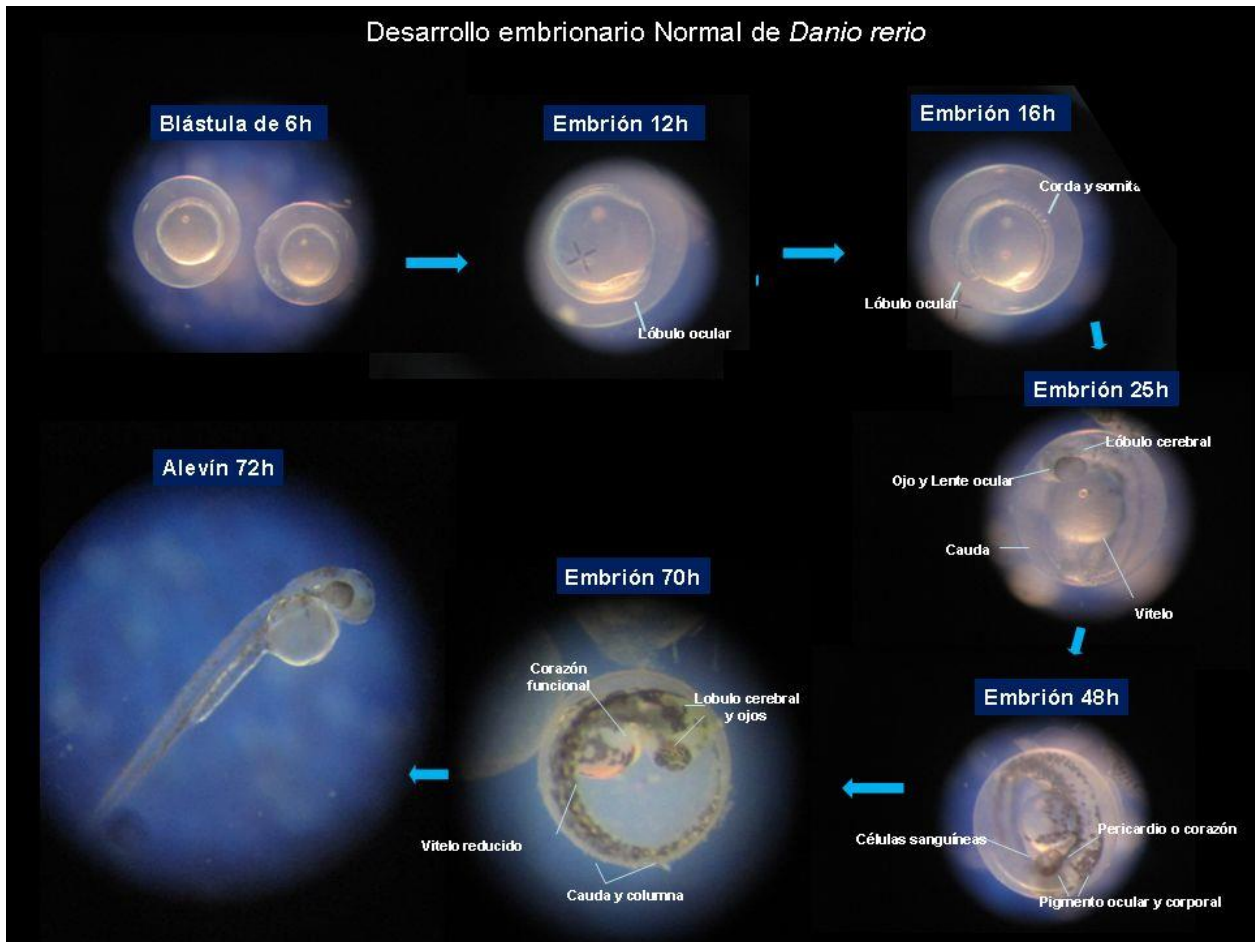 Desarrollo embrionario Normal de Danio rerio
Blástula de 6h
Embrión 12h
Lóbulo ocular
Embrión 16h
Corda y somita
Lóbulo ocular
Embrión 25h
Lóbulo cerebral
Ojo y Lente ocular
Cauda
Vitelo
Embrión 48h
Células sanguíneas
Pericardio o corazón
Pigmento ocular y corporal
Embrión 70h
Corazón
funcional
Lobulo cerebral
y ojos
Vitelo reducido
Cauda y columna
Alevín 72h